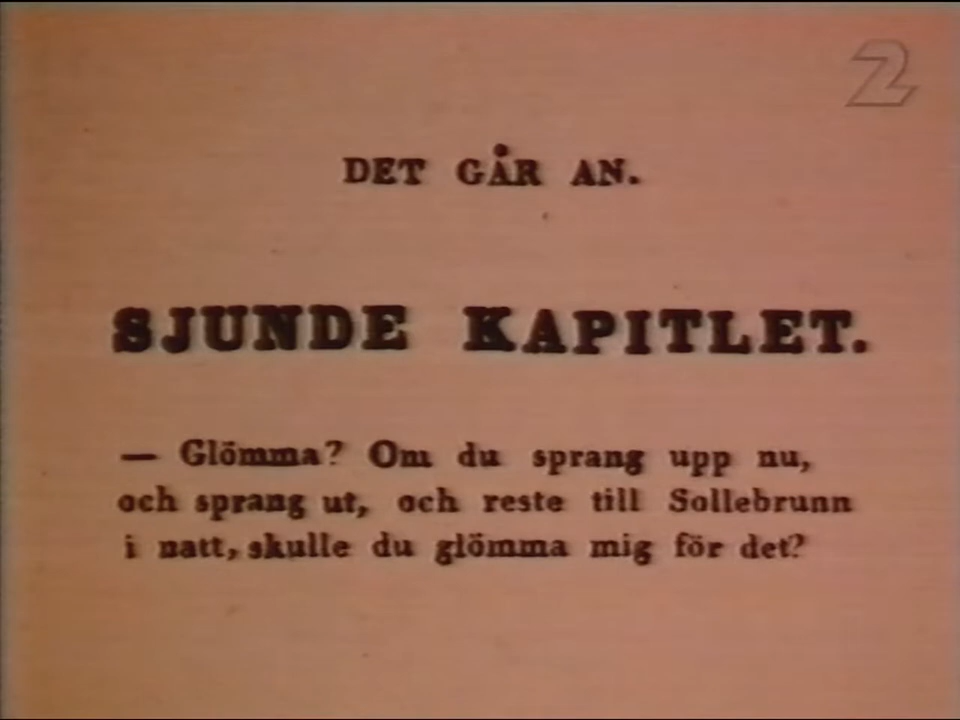 2
DET GÅR AN.
SJUNDE KAPITLET.
— Glömma? Om du sprang upp nu,
och sprang ut, och reste till Sollebrunn
i natt, skulle du glömma mig för det?